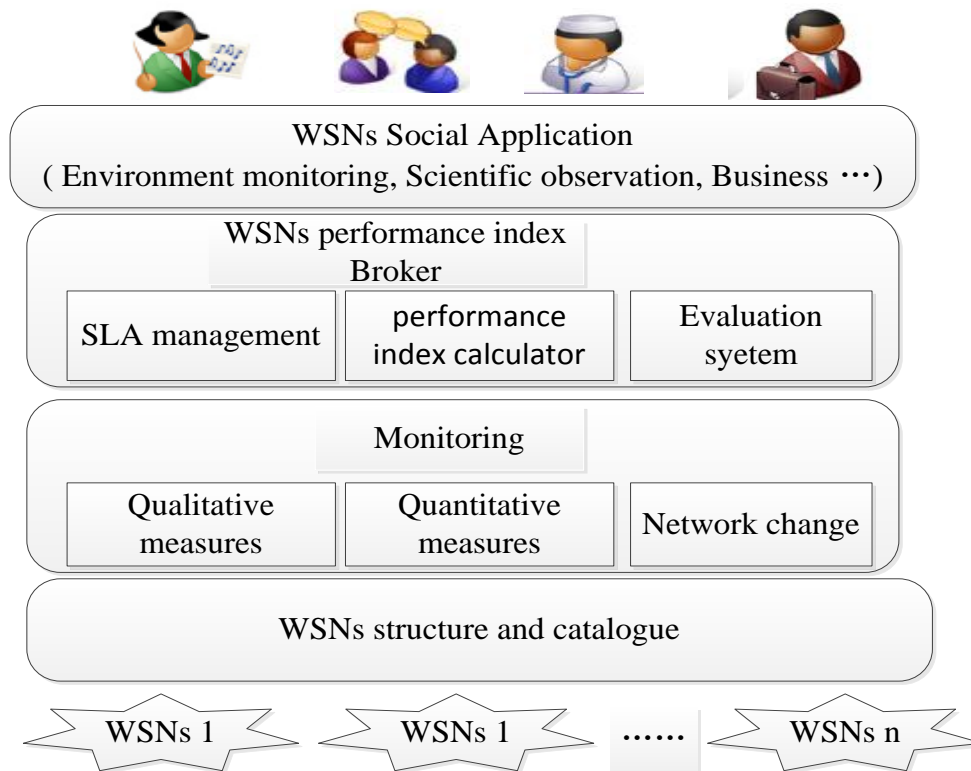 WSNs Social Application
( Environment monitoring, Scientific observation, Business ⋯)
WSNs performance index
Broker
SLA management
performance
index calculator
Evaluation
syetem
Monitoring
Qualitative
measures
Quantitative
measures
Network change
WSNs structure and catalogue
WSNs 1
WSNs 1
……
WSNs n